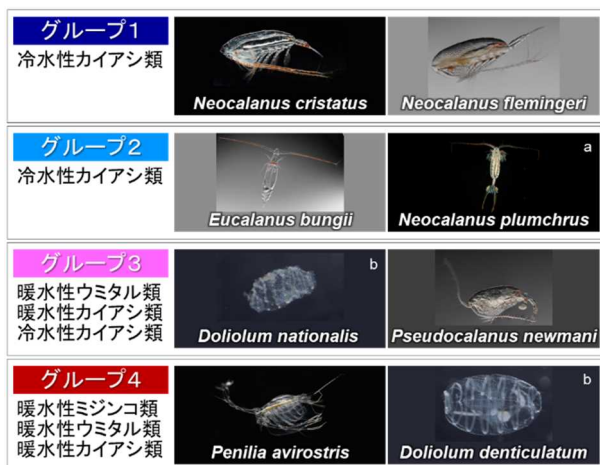 グループ1
冷水性カイアシ類
Neocalanus cristatus
Neocalanus flemingeri
グループ2
冷水性カイアシ類
Eucalanus bungii
a
Neocalanus plumchrus
グループ3
暖水性ウミタル類
暖水性カイアシ類
冷水性カイアシ類
b
Doliolum nationalis
Pseudocalanus newmani
グループ4
暖水性ミジンコ類
暖水性ウミタル類
暖水性カイアシ類
Penilia avirostris
b
Doliolum denticulatum